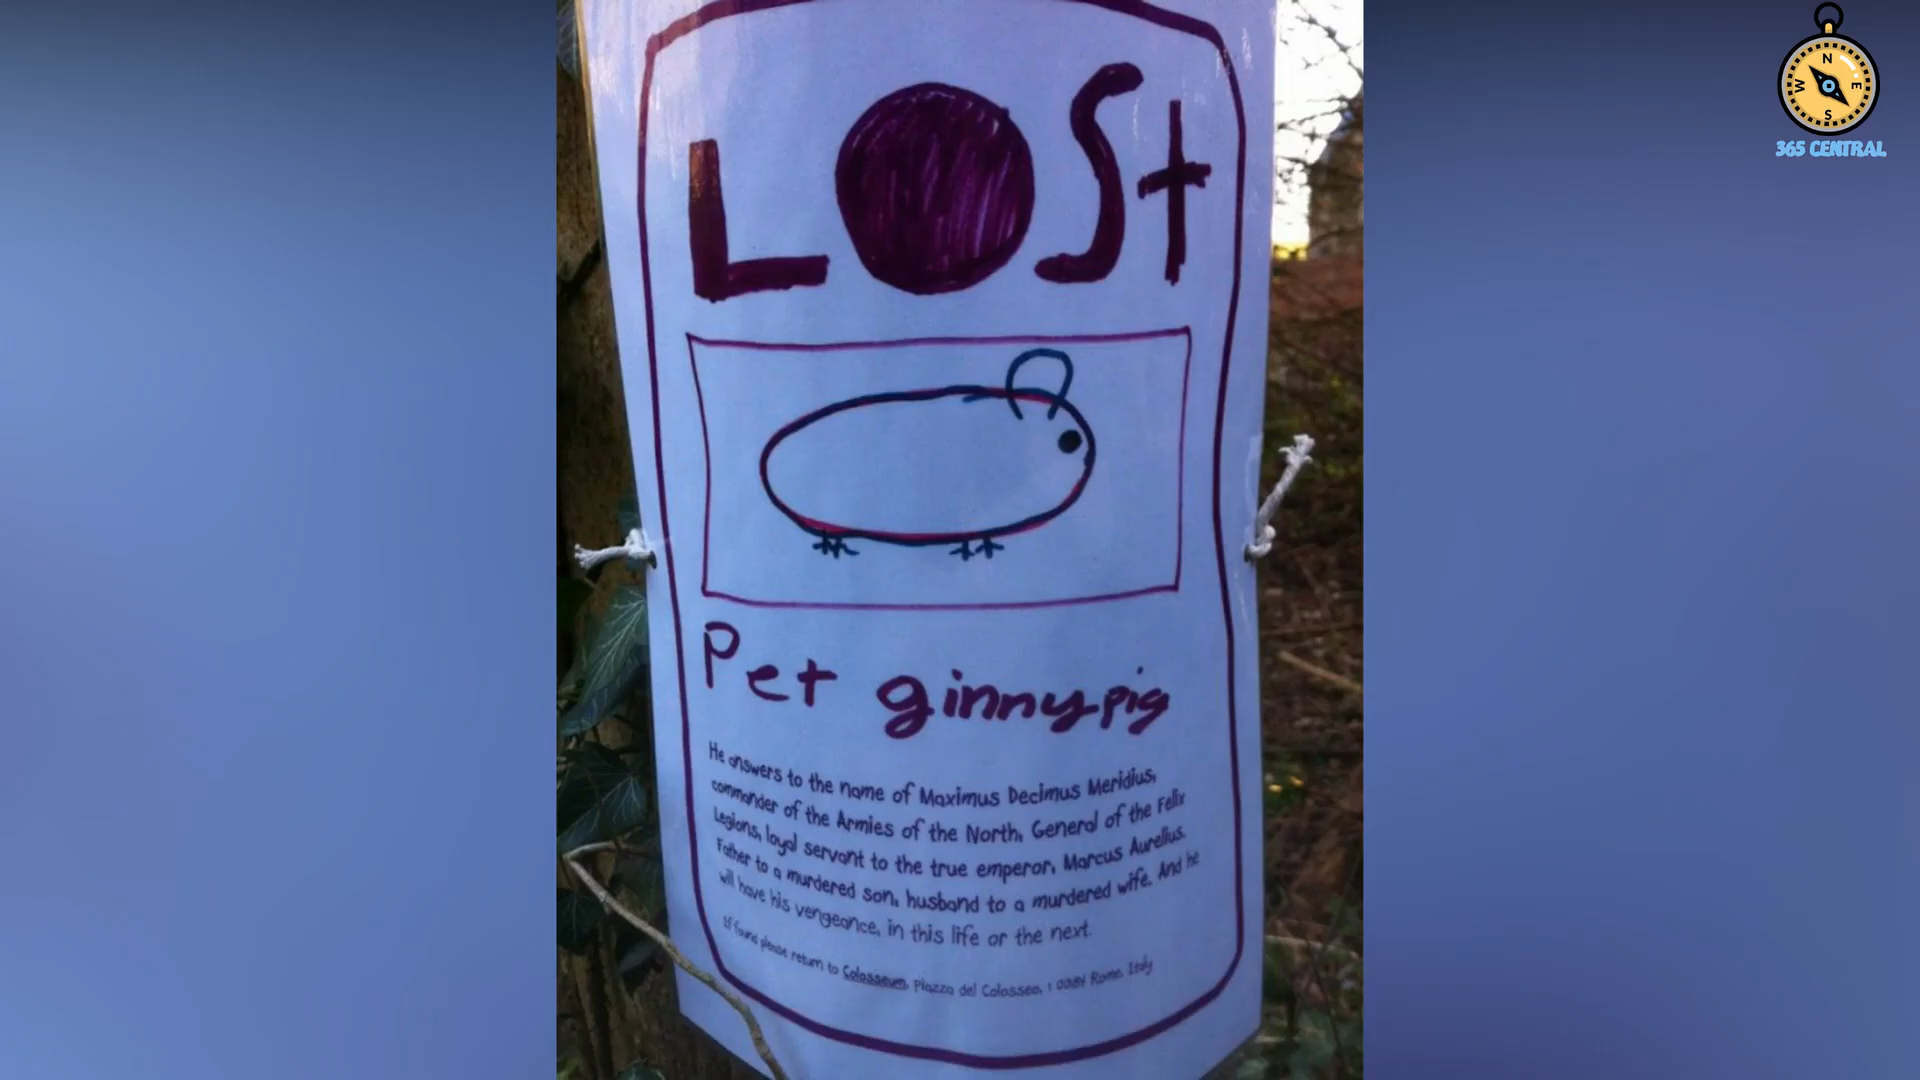 LOSt
Pet ginnypig
He answers to the name of Maximus Decimus Meridius,
commander of the Armies of the North, General of the Felix
Legions, loyal servant to the true emperor, Marcus Aurelius.
Father to a murdered son, husband to a murdered wife. And he
will have his vengeance, in this life or the next.
If found please return to Colosseum, Piazza del Colosseo, 1 00184 Rome, Italy
N
W
E
S
365 CENTRAL